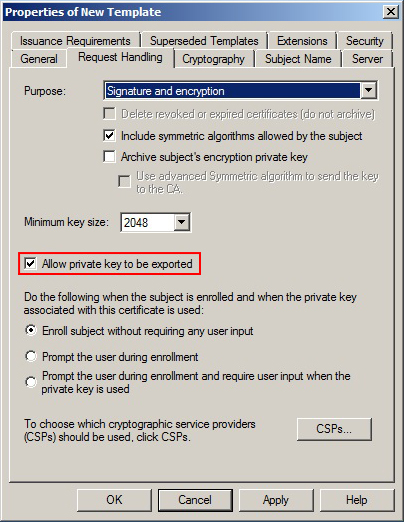 Properties of New Template
Issuance Requirements
Superseded Templates
Extensions
Security
General
Request Handling
Cryptography
Subject Name
Server
Purpose:
Signature and encryption
Delete revoked or expired certificates (do not archive)
Include symmetric algorithms allowed by the subject
Archive subject's encryption private key
Use advanced Symmetric algorithm to send the key
to the CA.
Minimum key size:
2048
Allow private key to be exported
Do the following when the subject is enrolled and when the private key
associated with this certificate is used:
Enroll subject without requiring any user input
Prompt the user during enrollment
Prompt the user during enrollment and require user input when the
private key is used
To choose which cryptographic service providers
(CSPs) should be used, click CSPs.
CSPs...
OK
Cancel
Apply
Help